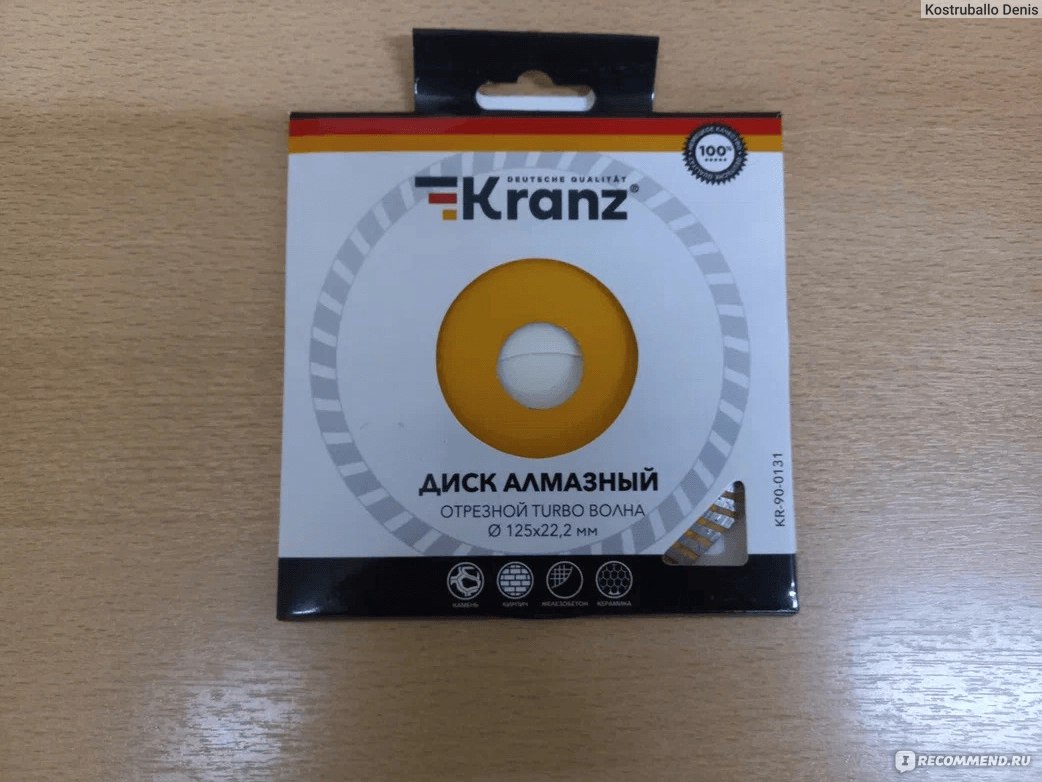 Kostruballo Denis
100%
DEUTSCHE QUALITÄT
Kranz®
ДИСК АЛМАЗНЫЙ
ОТРЕЗНОЙ TURBO ВОЛНА
Ø 125x22,2 мм
KR-90-0131
КАМЕНЬ
КИРПИЧ
ЖЕЛЕЗОБЕТОН
КЕРАМИКА
IRECOMMEND.RU